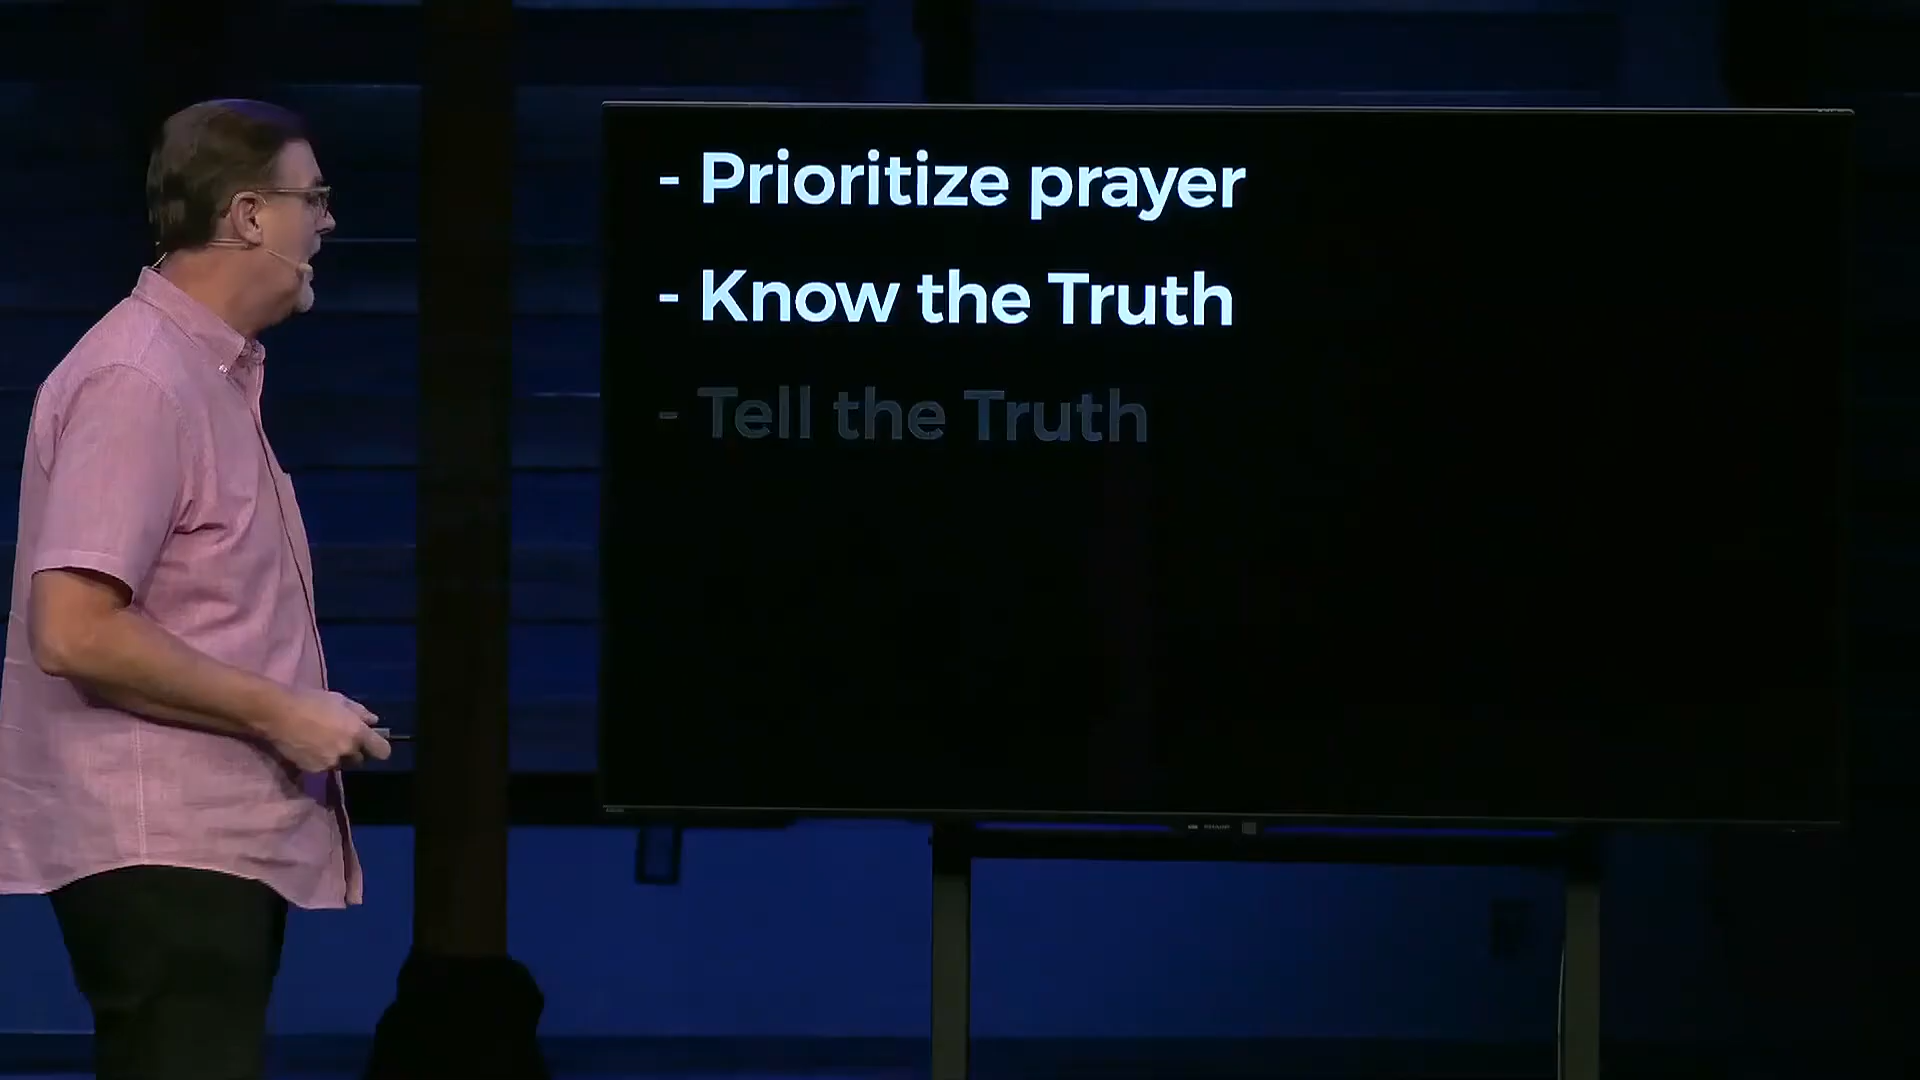 - Prioritize prayer
- Know the Truth
- Tell the Truth